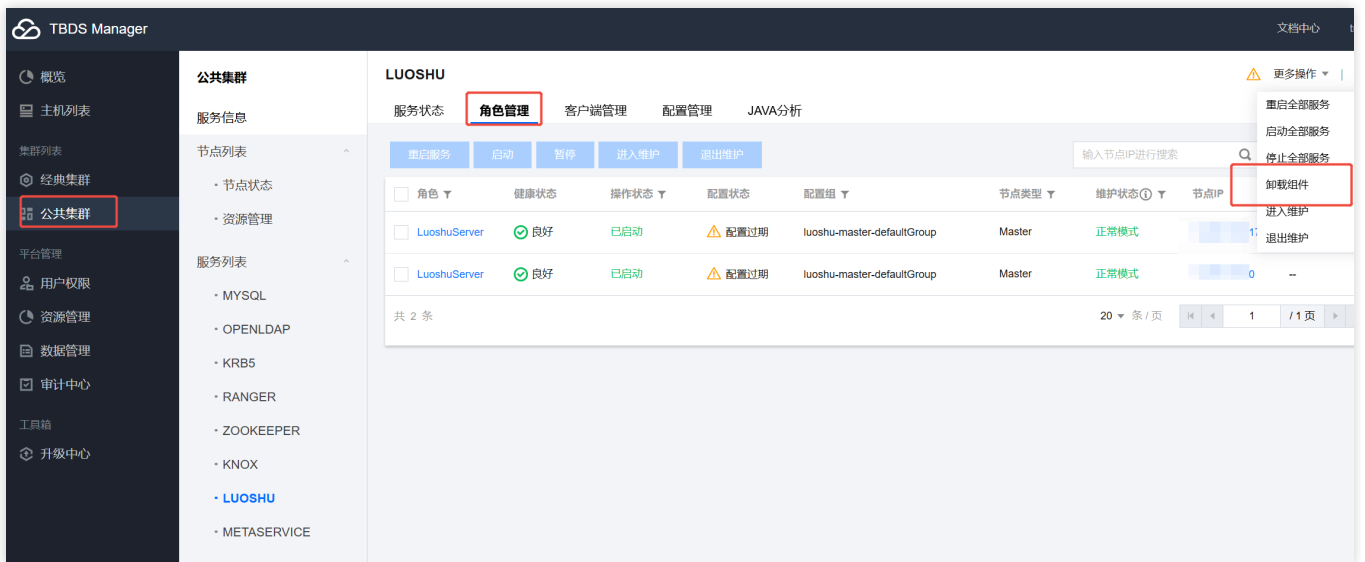 TBDS Manager
文档中心
概览
主机列表
集群列表
经典集群
公共集群
平台管理
用户权限
资源管理
数据管理
审计中心
工具箱
升级中心
公共集群
服务信息
节点列表
· 节点状态
· 资源管理
服务列表
· MYSQL
· OPENLDAP
· KRB5
· RANGER
· ZOOKEEPER
· KNOX
· LUOSHU
· METASERVICE
LUOSHU
更多操作
服务状态 角色管理 客户端管理 配置管理 JAVA分析
重启服务 启动 暂停 进入维护 退出维护
输入节点IP进行搜索
重启全部服务
启动全部服务
停止全部服务
卸载组件
进入维护
退出维护
角色 健康状态 操作状态 配置状态 配置组 节点类型 维护状态 节点IP
LuoshuServer 良好 已启动 配置过期 luoshu-master-defaultGroup Master 正常模式
LuoshuServer 良好 已启动 配置过期 luoshu-master-defaultGroup Master 正常模式 0 --
共 2 条
20 条 / 页 1 / 1 页